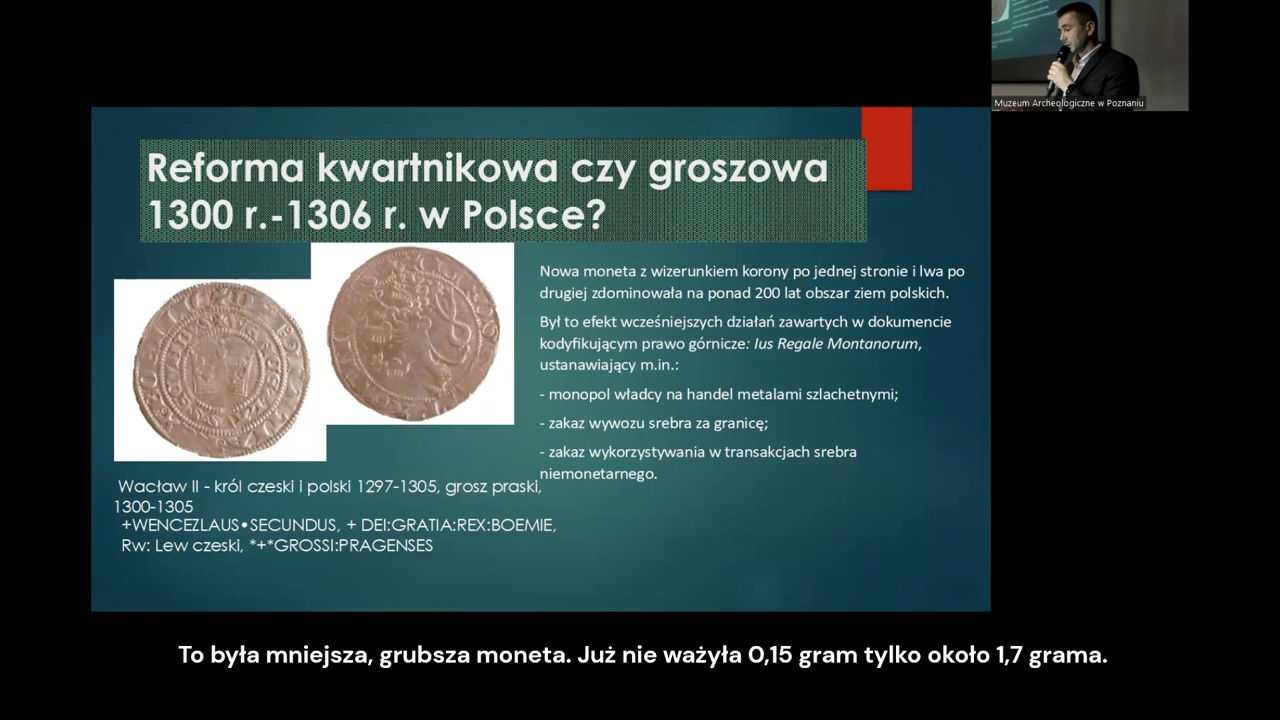 Muzeum Archeologiczne w Poznaniu
Reforma kwartnikowa czy groszowa
1300 r.-1306 r. w Polsce?
Nowa moneta z wizerunkiem korony po jednej stronie i lwa po
drugiej zdominowała na ponad 200 lat obszar ziem polskich.
Był to efekt wcześniejszych działań zawartych w dokumencie
kodyfikującym prawo górnicze: Ius Regale Montanorum,
ustanawiający m.in.:
- monopol władcy na handel metalami szlachetnymi;
- zakaz wywozu srebra za granicę;
- zakaz wykorzystywania w transakcjach srebra
niemonetarnego.
Wacław II - król czeski i polski 1297-1305, grosz praski,
1300-1305
+WENCEZLAUS•SECUNDUS, + DEI:GRATIA:REX:BOEMIE,
Rw: Lew czeski, *+*GROSSI:PRAGENSES
To była mniejsza, grubsza moneta. Już nie ważyła 0,15 gram tylko około 1,7 grama.